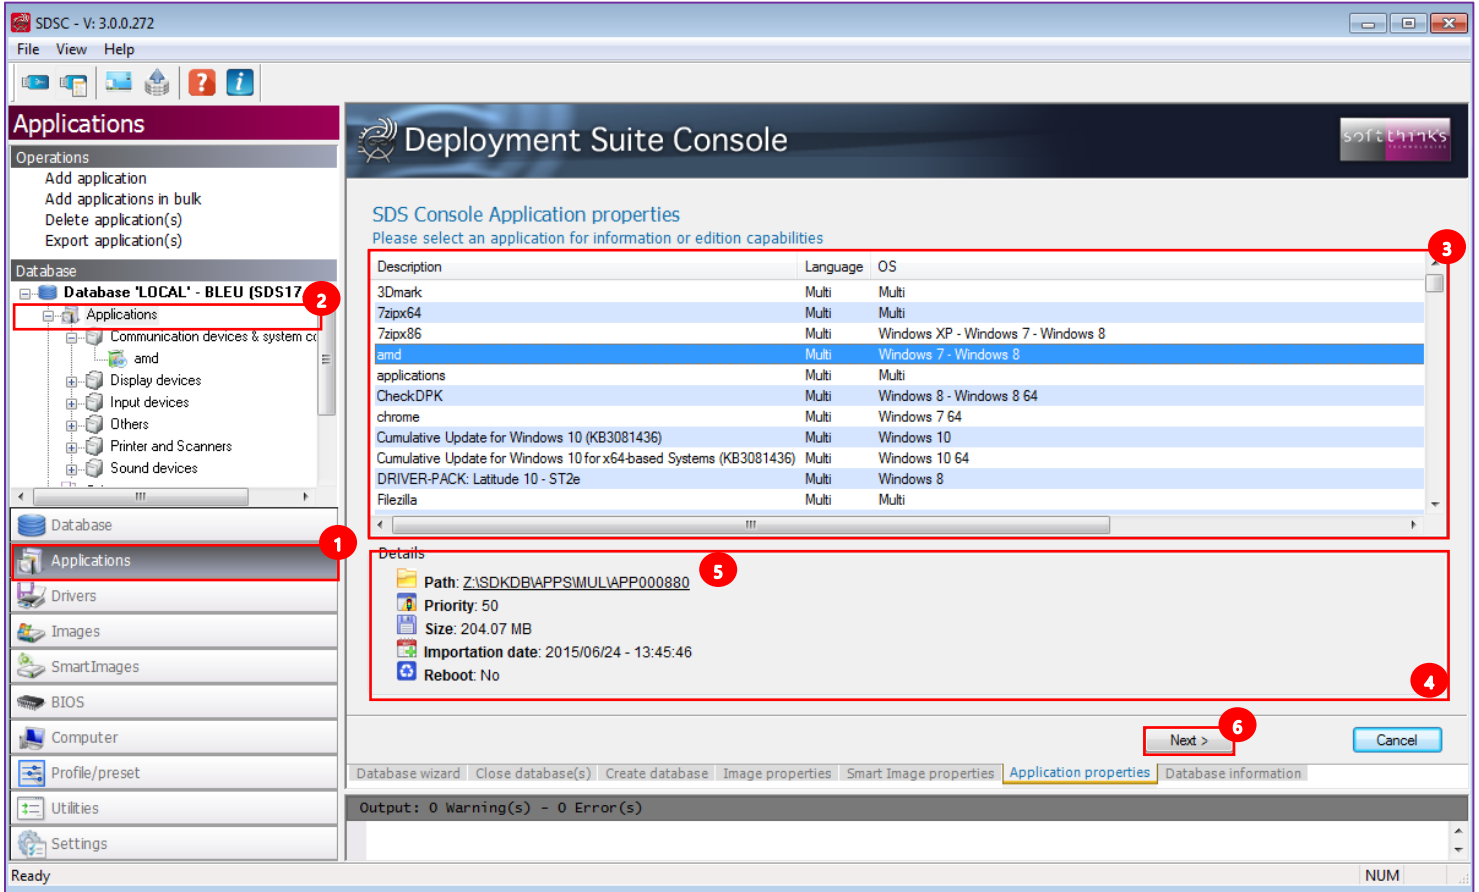 SDSC - V: 3.0.0.272
File View Help
Applications
Operations
Add application
Add applications in bulk
Delete application(s)
Export application(s)
Database
Database 'LOCAL' - BLEU (SDS17
2
Applications
Communication devices & system co
amd
Display devices
Input devices
Others
Printer and Scanners
Sound devices
Database
1
Applications
Drivers
Images
SmartImages
BIOS
Computer
Profile/preset
Utilities
Settings
Deployment Suite Console
softthinks
TECHNOLOGIES
SDS Console Application properties
Please select an application for information or edition capabilities
3
Description Language OS
3Dmark Multi Multi
7zipx64 Multi Multi
7zipx86 Multi Windows XP - Windows 7 - Windows 8
amd Multi Windows 7 - Windows 8
applications Multi Multi
CheckDPK Multi Windows 8 - Windows 8 64
chrome Multi Windows 7 64
Cumulative Update for Windows 10 (KB3081436) Multi Windows 10
Cumulative Update for Windows 10 for x64-based Systems (KB3081436) Multi Windows 10 64
DRIVER-PACK: Latitude 10 - ST2e Multi Windows 8
Filezilla Multi Multi
Details
5
Path: Z:\SDKDB\APPS\MUL\APP000880
Priority: 50
Size: 204.07 MB
Importation date: 2015/06/24 - 13:45:46
Reboot: No
4
6
Next > Cancel
Database wizard Close database(s) Create database Image properties Smart Image properties Application properties Database information
Output: 0 Warning(s) - 0 Error(s)
Ready NUM